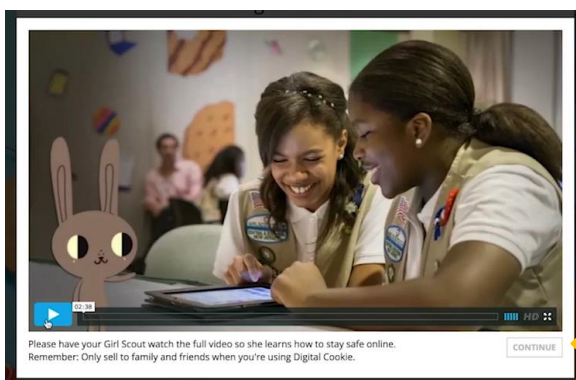 02:38
HD
Please have your Girl Scout watch the full video so she learns how to stay safe online.
Remember: Only sell to family and friends when you're using Digital Cookie.
CONTINUE